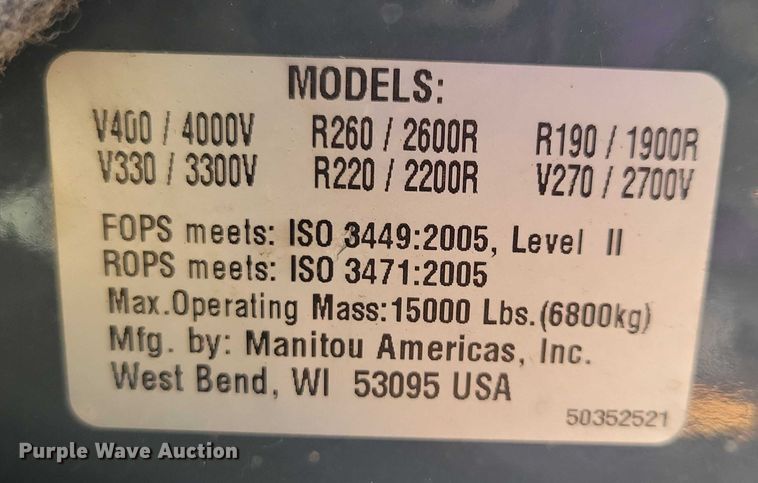 MODELS:
V400 / 4000V R260 / 2600R R190 / 1900R
V330 / 3300V R220 / 2200R V270 / 2700V
FOPS meets: ISO 3449:2005, Level II
ROPS meets: ISO 3471:2005
Max.Operating Mass:15000 Lbs.(6800kg)
Mfg. by: Manitou Americas, Inc.
West Bend, WI 53095 USA
50352521
Purple Wave Auction